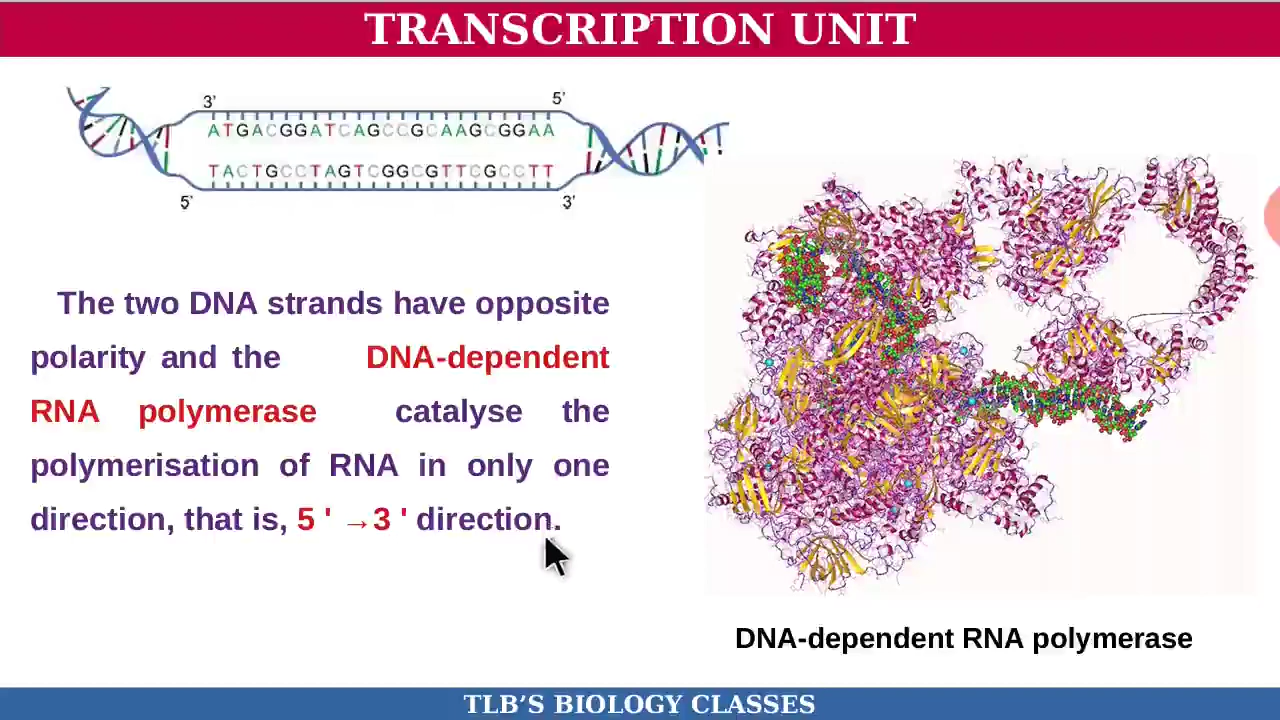 TRANSCRIPTION UNIT
3’ 5’
ATGACGGATCAGCCGCAAGCGGAA
TACTGCCTAGTCGGCGTTCGCCTT
5’ 3’
The two DNA strands have opposite
polarity and the DNA-dependent
RNA polymerase catalyse the
polymerisation of RNA in only one
direction, that is, 5 ' →3 ' direction.
DNA-dependent RNA polymerase
TLB’S BIOLOGY CLASSES